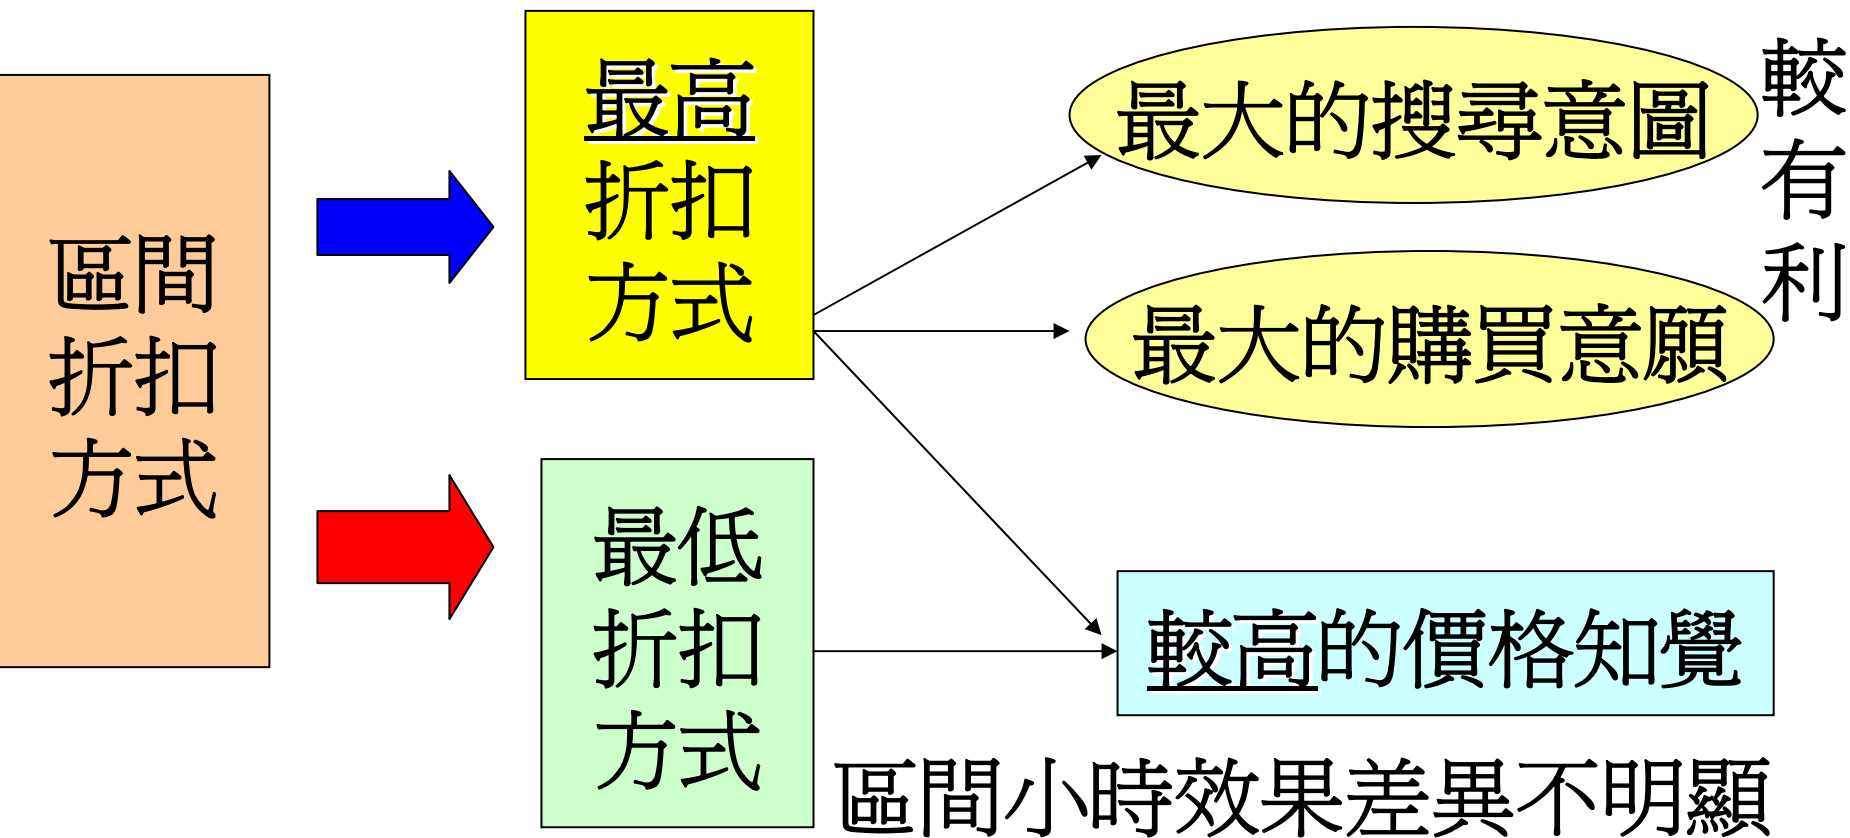 區間
折扣
方式
最高
折扣
方式
最低
折扣
方式
最大的搜尋意圖
最大的購買意願
較
有
利
較高的價格知覺
區間小時效果差異不明顯